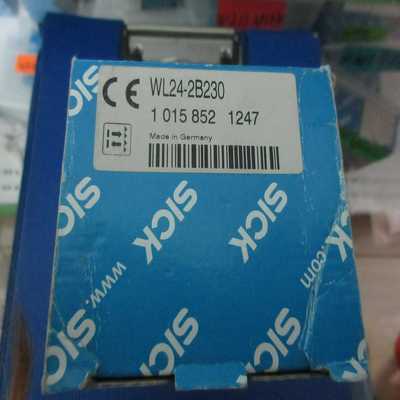 CE WL24-2B230
1 015 852 1247
Made in Germany
SICK
SICK
SICK
SICK
SICK
www.
.com